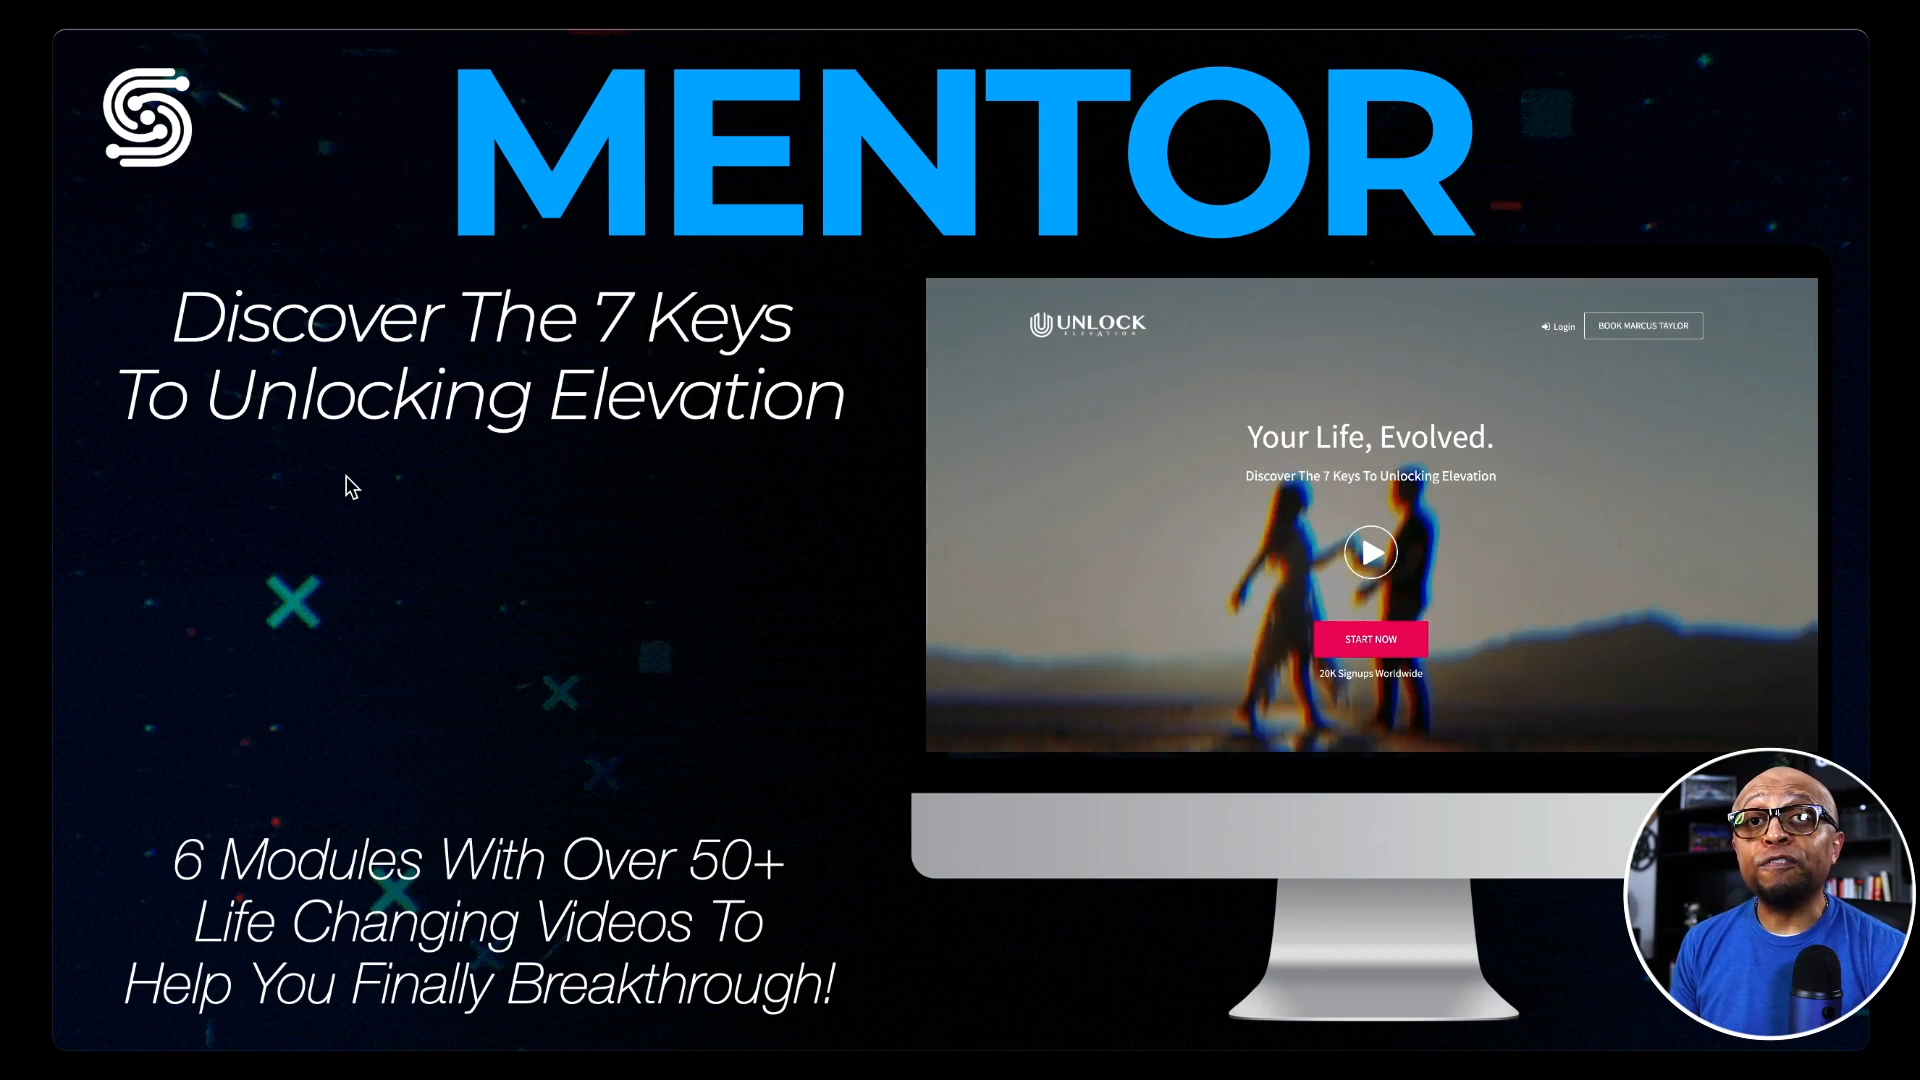 MENTOR
Discover The 7 Keys
To Unlocking Elevation
UNLOCK
ELEVATION
Login
BOOK MARCUS TAYLOR
Your Life, Evolved.
Discover The 7 Keys To Unlocking Elevation
START NOW
20K Signups Worldwide
6 Modules With Over 50+
Life Changing Videos To
Help You Finally Breakthrough!